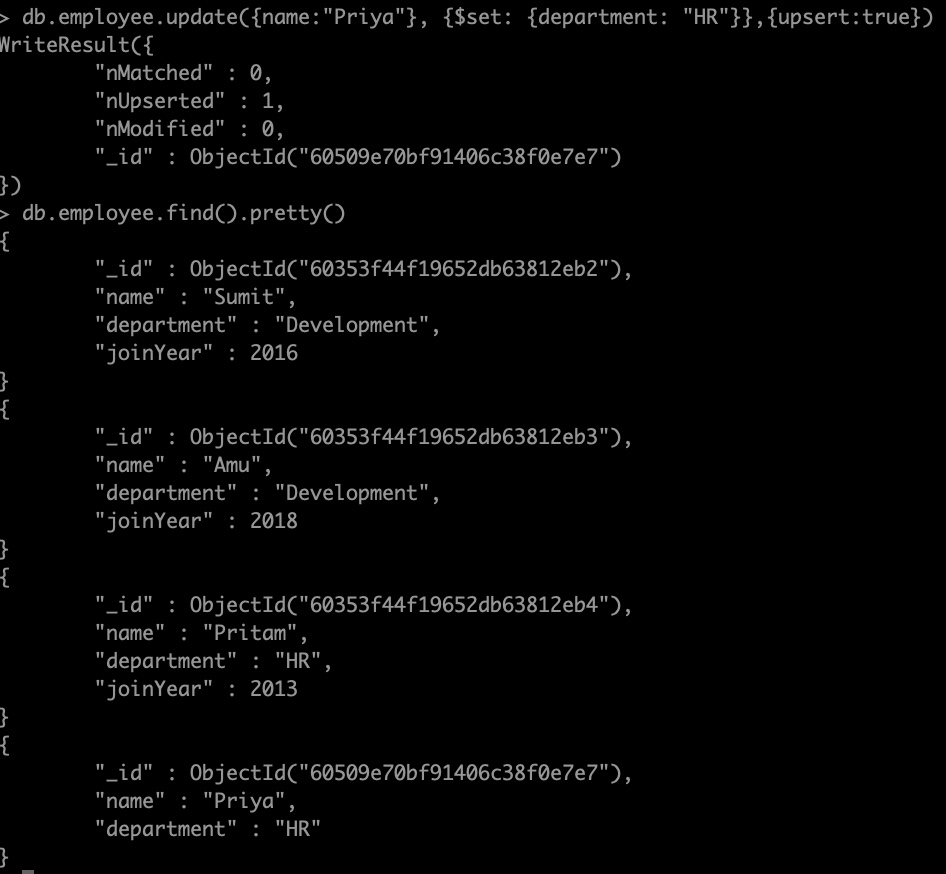 > db.employee.update({name:"Priya"}, {$set: {department: "HR"}},{upsert:true})
WriteResult({
        "nMatched" : 0,
        "nUpserted" : 1,
        "nModified" : 0,
        "_id" : ObjectId("60509e70bf91406c38f0e7e7")
})
> db.employee.find().pretty()
{
        "_id" : ObjectId("60353f44f19652db63812eb2"),
        "name" : "Sumit",
        "department" : "Development",
        "joinYear" : 2016
}
{
        "_id" : ObjectId("60353f44f19652db63812eb3"),
        "name" : "Amu",
        "department" : "Development",
        "joinYear" : 2018
}
{
        "_id" : ObjectId("60353f44f19652db63812eb4"),
        "name" : "Pritam",
        "department" : "HR",
        "joinYear" : 2013
}
{
        "_id" : ObjectId("60509e70bf91406c38f0e7e7"),
        "name" : "Priya",
        "department" : "HR"
}